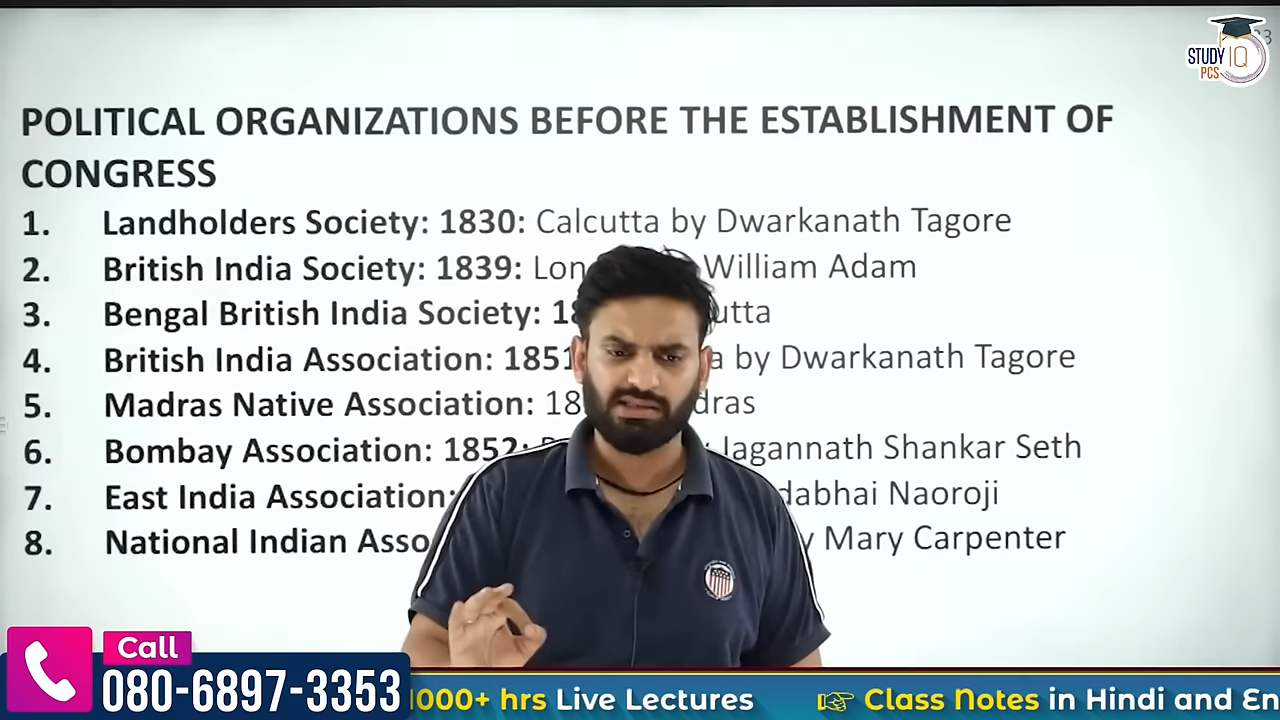 STUDY IQ
PCS
POLITICAL ORGANIZATIONS BEFORE THE ESTABLISHMENT OF
CONGRESS
1. Landholders Society: 1830: Calcutta by Dwarkanath Tagore
2. British India Society: 1839: Lon William Adam
3. Bengal British India Society: 18 utta
4. British India Association: 1851 a by Dwarkanath Tagore
5. Madras Native Association: 18 dras
6. Bombay Association: 1852: Jagannath Shankar Seth
7. East India Association: dabhai Naoroji
8. National Indian Asso y Mary Carpenter
Call
080-6897-3353
1000+ hrs Live Lectures Class Notes in Hindi and En